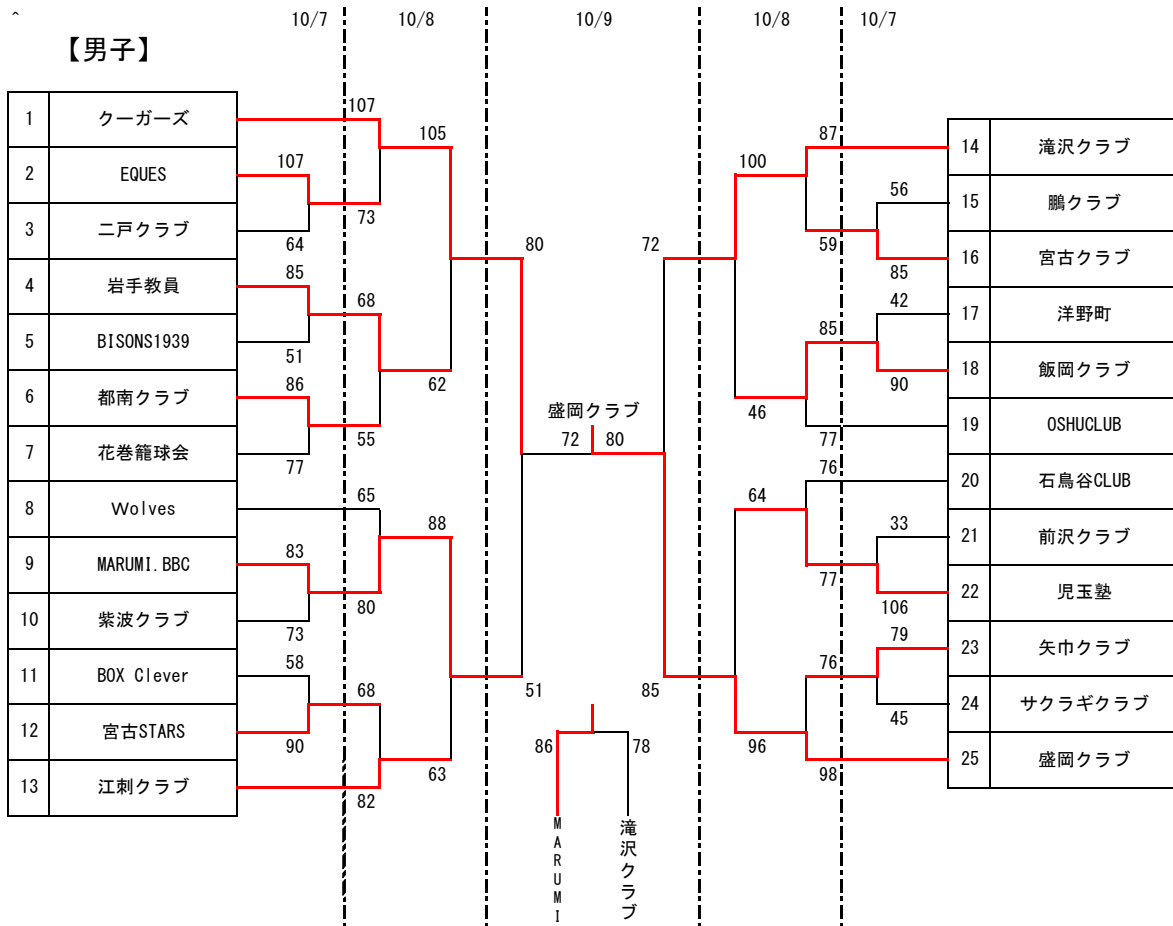 ^
10/7
10/8
10/9
10/8
10/7
【男子】
1 クーガーズ
2 EQUES
3 二戸クラブ
4 岩手教員
5 BISONS1939
6 都南クラブ
7 花巻籠球会
8 Wolves
9 MARUMI.BBC
10 紫波クラブ
11 BOX Clever
12 宮古STARS
13 江刺クラブ
107
64
85
51
86
77
83
73
58
90
107
73
68
55
65
80
68
82
105
62
88
63
80
51
盛岡クラブ
72 80
86 78
MARUMI
滝沢クラブ
72
85
100
46
64
96
87
59
85
77
76
77
76
98
56
85
42
90
33
106
79
45
14 滝沢クラブ
15 鵬クラブ
16 宮古クラブ
17 洋野町
18 飯岡クラブ
19 OSHUCLUB
20 石鳥谷CLUB
21 前沢クラブ
22 児玉塾
23 矢巾クラブ
24 サクラギクラブ
25 盛岡クラブ